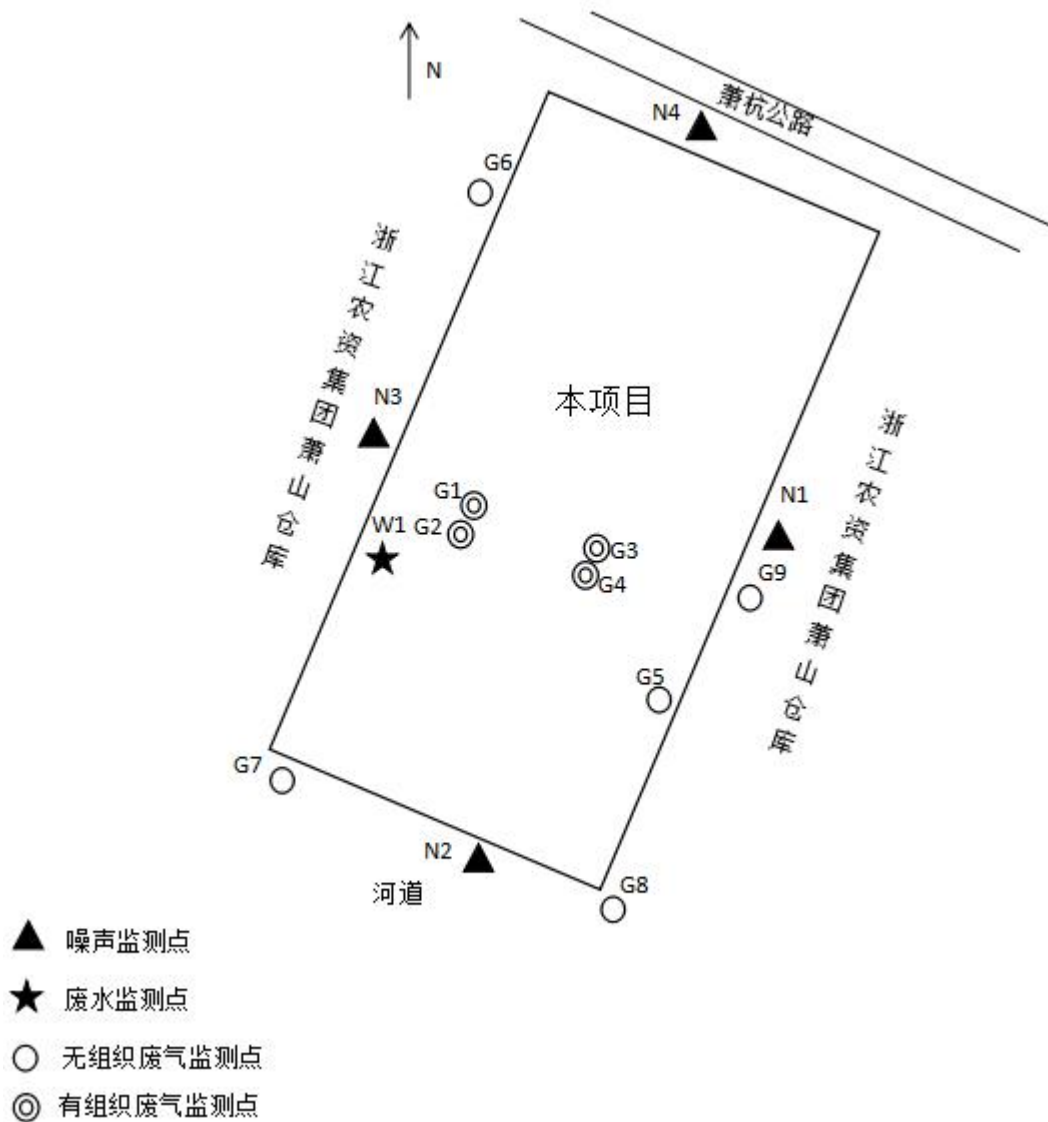 N
萧杭公路
N4
G6
浙江农资集团萧山仓库
N3
本项目
浙江农资集团萧山仓库
N1
G1
W1
G2
G3
G9
G4
G5
G7
N2
G8
河道
噪声监测点
废水监测点
无组织废气监测点
有组织废气监测点